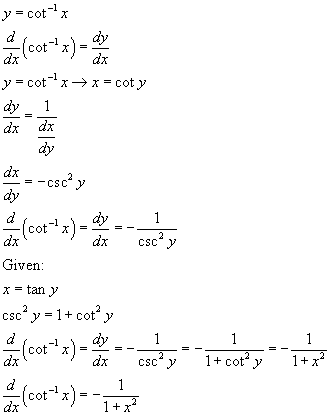 y = cot⁻¹ x
d/dx (cot⁻¹ x) = dy/dx
y = cot⁻¹ x → x = cot y
dy/dx = 1/(dx/dy)
dx/dy = −csc² y
d/dx (cot⁻¹ x) = dy/dx = − 1/(csc² y)
Given:
x = tan y
csc² y = 1 + cot² y
d/dx (cot⁻¹ x) = dy/dx = − 1/(csc² y) = − 1/(1 + cot² y) = − 1/(1 + x²)
d/dx (cot⁻¹ x) = − 1/(1 + x²)